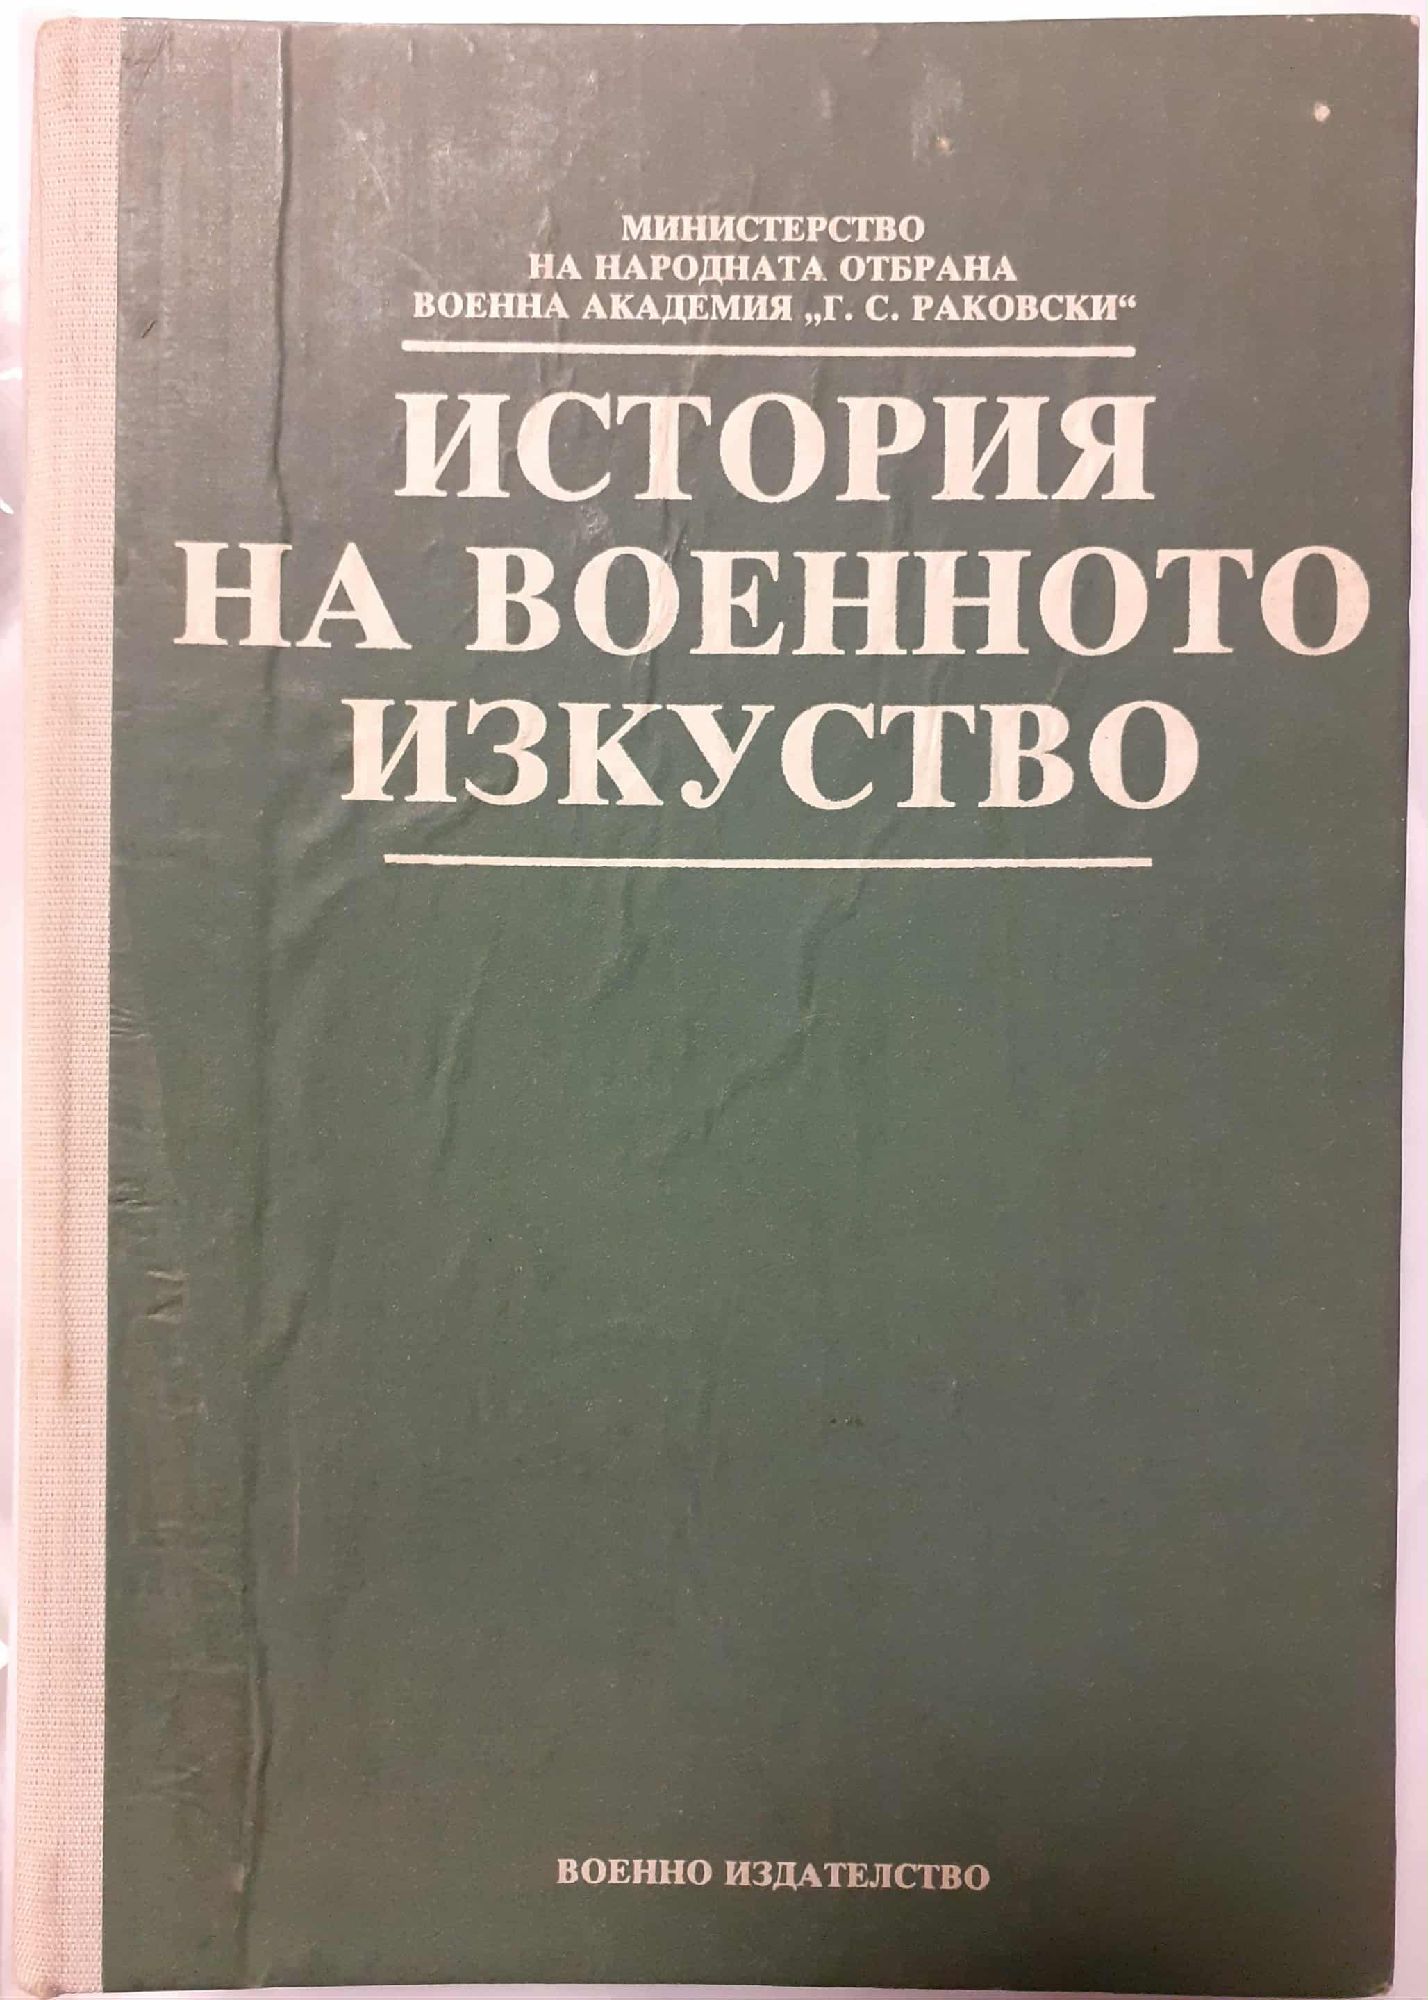 МИНИСТЕРСТВО
НА НАРОДНАТА ОТБРАНА
ВОЕННА АКАДЕМИЯ „Г. С. РАКОВСКИ“
ИСТОРИЯ
НА ВОЕННОТО
ИЗКУСТВО
ВОЕННО ИЗДАТЕЛСТВО